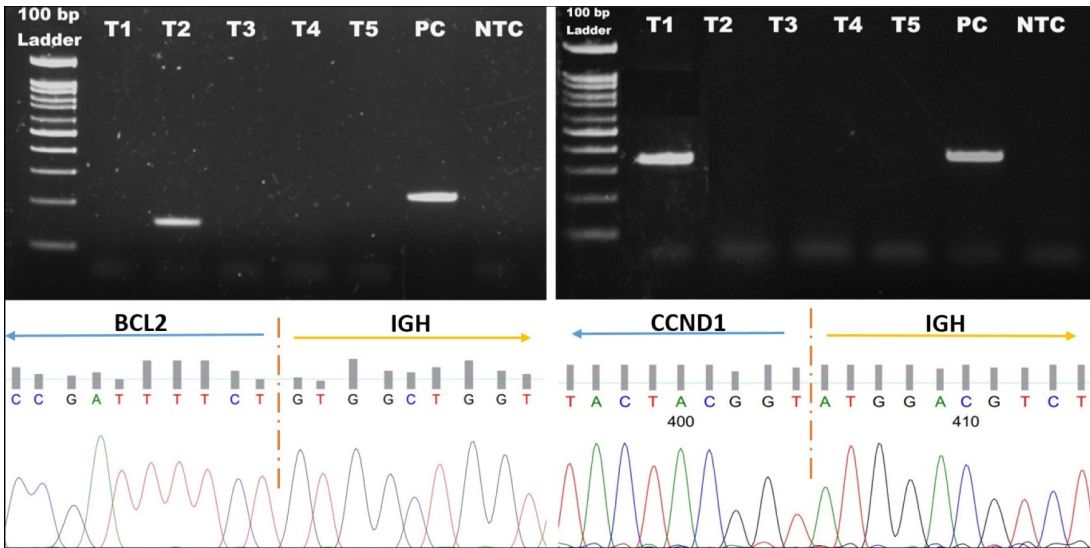 100 bp T1 T2 T3 T4 T5 PC NTC
Ladder
100 bp T1 T2 T3 T4 T5 PC NTC
Ladder
BCL2 IGH
C C G A T T T T C T G T G G C T G G T
CCND1 IGH
T A C T A C G G T A T G G A C G T C T
400 410